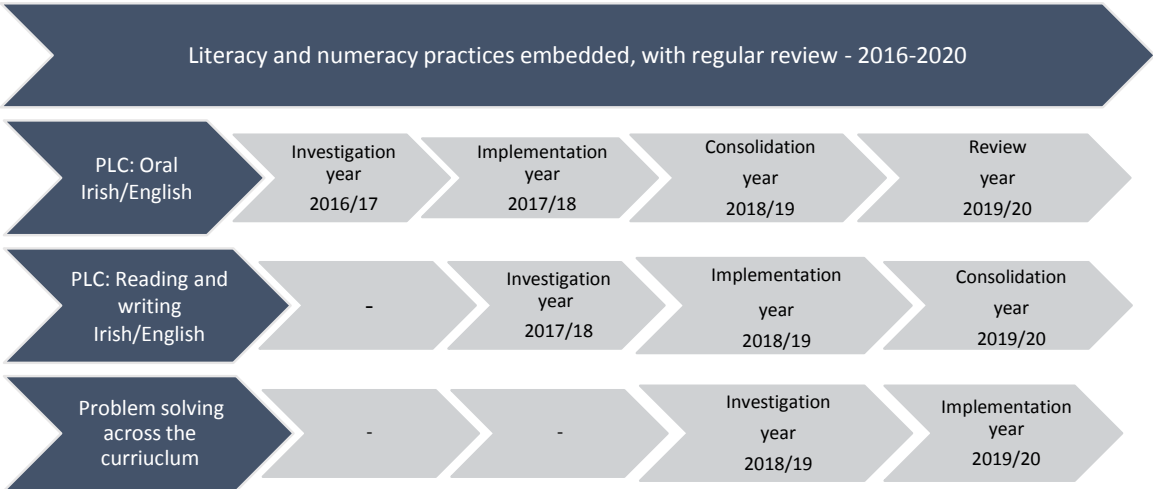 Literacy and numeracy practices embedded, with regular review - 2016-2020
PLC: Oral
Irish/English
Investigation
year
2016/17
Implementation
year
2017/18
Consolidation
year
2018/19
Review
year
2019/20
PLC: Reading and
writing
Irish/English
-
Investigation
year
2017/18
Implementation
year
2018/19
Consolidation
year
2019/20
Problem solving
across the
curriuclum
-
-
Investigation
year
2018/19
Implementation
year
2019/20